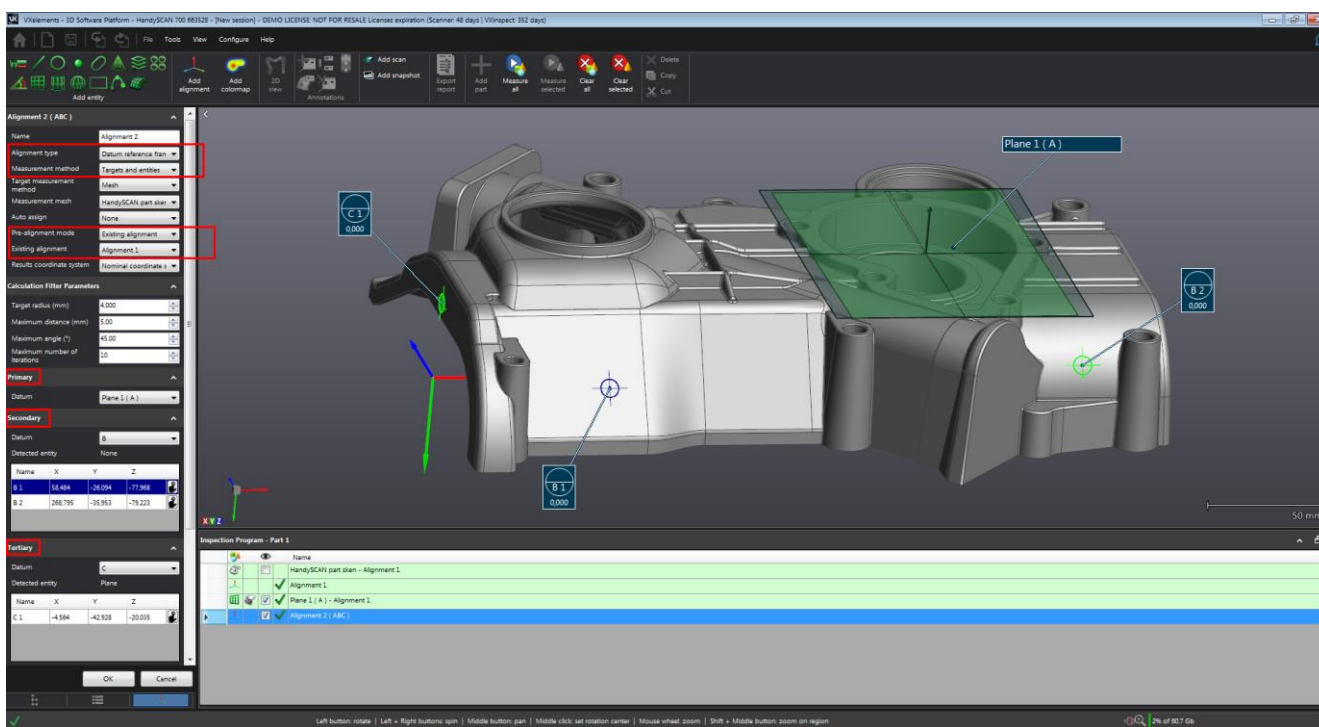 VXelements - 3D Software Platform - HandySCAN 700 663528 - [New session] - DEMO LICENSE: NOT FOR RESALE Licenses expiration (Scanner: 48 days | VXinspect: 352 days)
File Tools View Configure Help
Add entity
Add alignment
Add colormap
2D view
Annotations
Add scan
Add snapshot
Export report
Add part
Measure all
Measure selected
Clear all
Clear selected
Delete
Copy
Cut
Alignment 2 ( ABC )
Name Alignment 2
Alignment type Datum reference fran
Measurement method Targets and entities
Target measurement method Mesh
Measurement mesh HandySCAN part sker
Auto assign None
Pre-alignment mode Existing alignment
Existing alignment Alignment 1
Results coordinate system Nominal coordinate s
Calculation Filter Parameters
Target radius (mm) 4.000
Maximum distance (mm) 5.00
Maximum angle (°) 45.00
Maximum number of iterations 10
Primary
Datum Plane 1 ( A )
Secondary
Datum B
Detected entity None
Name X Y Z
B 1 58,484 -26,094 -77,968
B 2 268,795 -35,953 -79,223
Tertiary
Datum C
Detected entity Plane
Name X Y Z
C 1 -4,584 -42,928 -20,035
OK Cancel
Plane 1 ( A )
C 1
0,000
B 2
0,000
B 1
0,000
X Y Z
50 mm
Inspection Program - Part 1
Name
HandySCAN part sken - Alignment 1
Alignment 1
Plane 1 ( A ) - Alignment 1
Alignment 2 ( ABC )
Left button: rotate | Left + Right buttons: spin | Middle button: pan | Middle click: set rotation center | Mouse wheel: zoom | Shift + Middle button: zoom on region
2% of 60,7 Gb